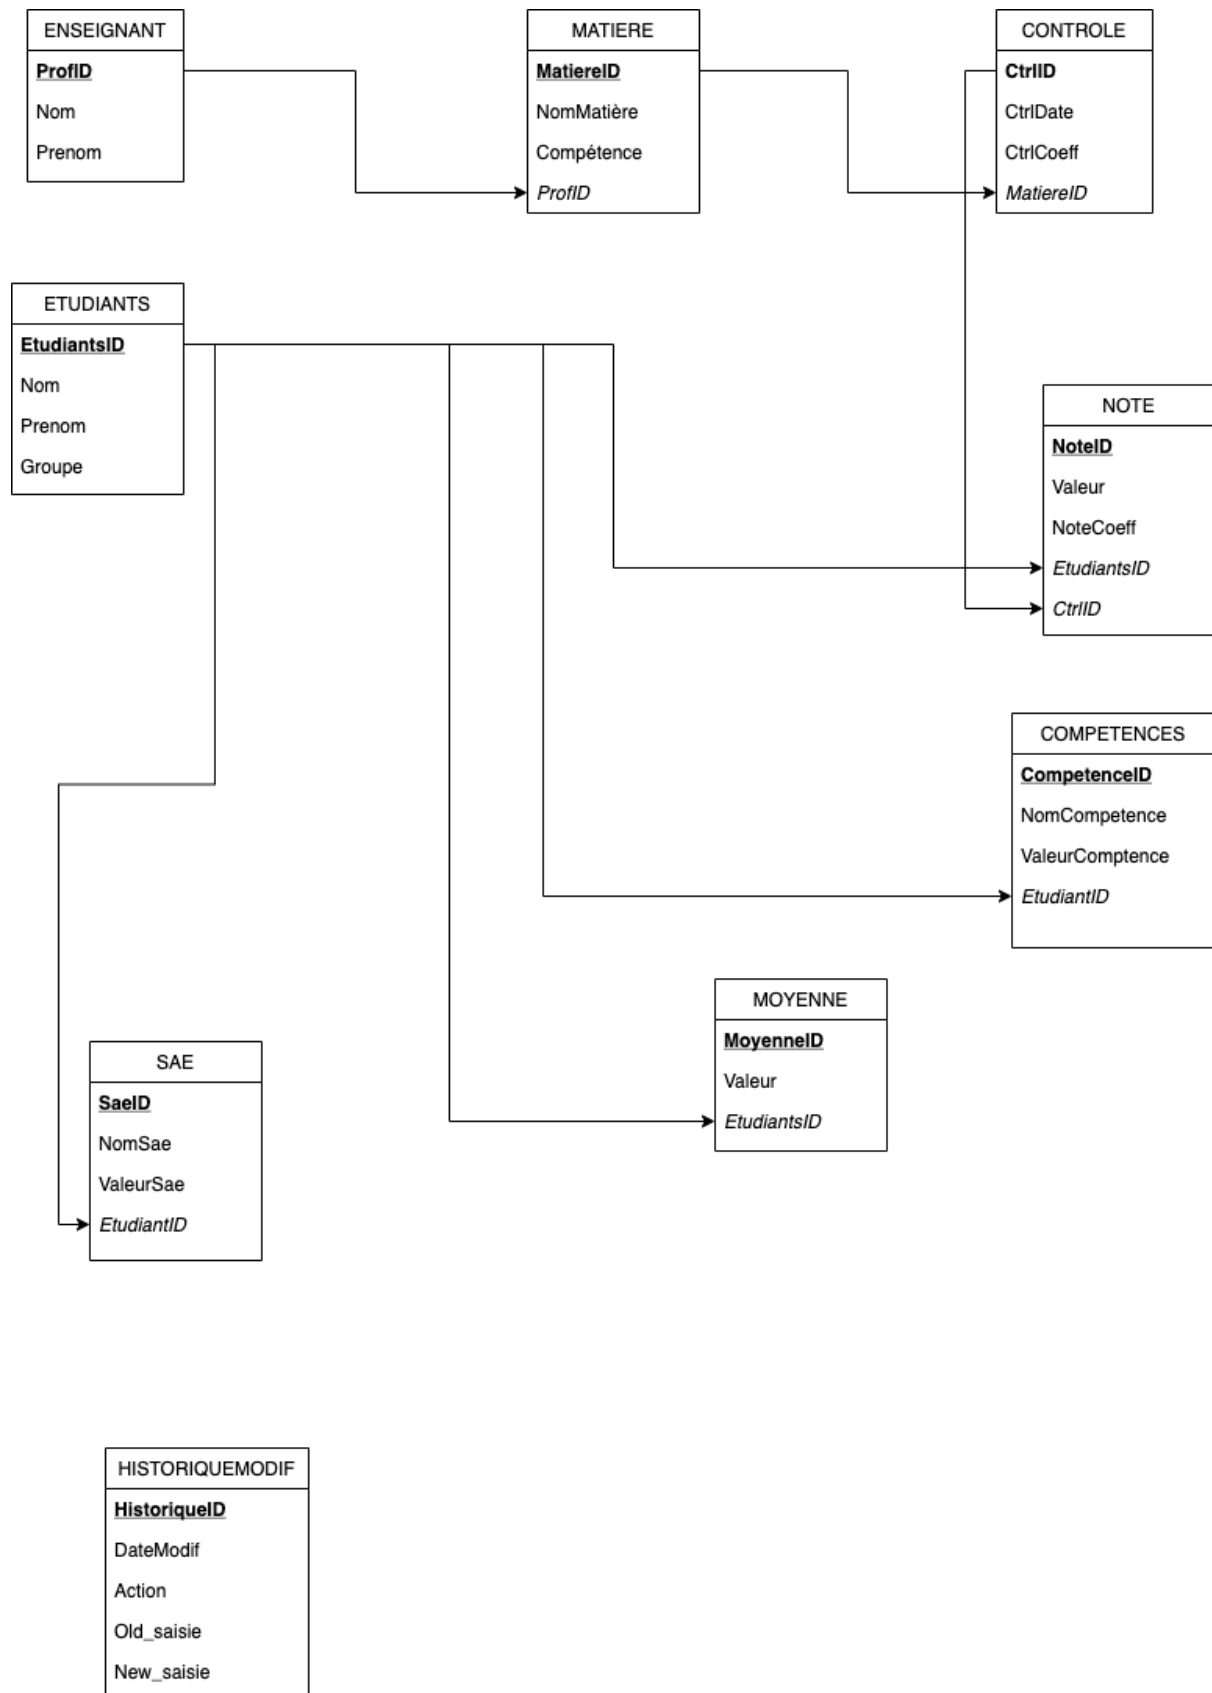 ENSEIGNANT
ProfID
Nom
Prenom
MATIERE
MatiereID
NomMatière
Compétence
ProfID
CONTROLE
CtrlID
CtrlDate
CtrlCoeff
MatiereID
ETUDIANTS
EtudiantsID
Nom
Prenom
Groupe
NOTE
NoteID
Valeur
NoteCoeff
EtudiantsID
CtrlID
COMPETENCES
CompetenceID
NomCompetence
ValeurComptence
EtudiantID
MOYENNE
MoyenneID
Valeur
EtudiantsID
SAE
SaeID
NomSae
ValeurSae
EtudiantID
HISTORIQUEMODIF
HistoriqueID
DateModif
Action
Old_saisie
New_saisie